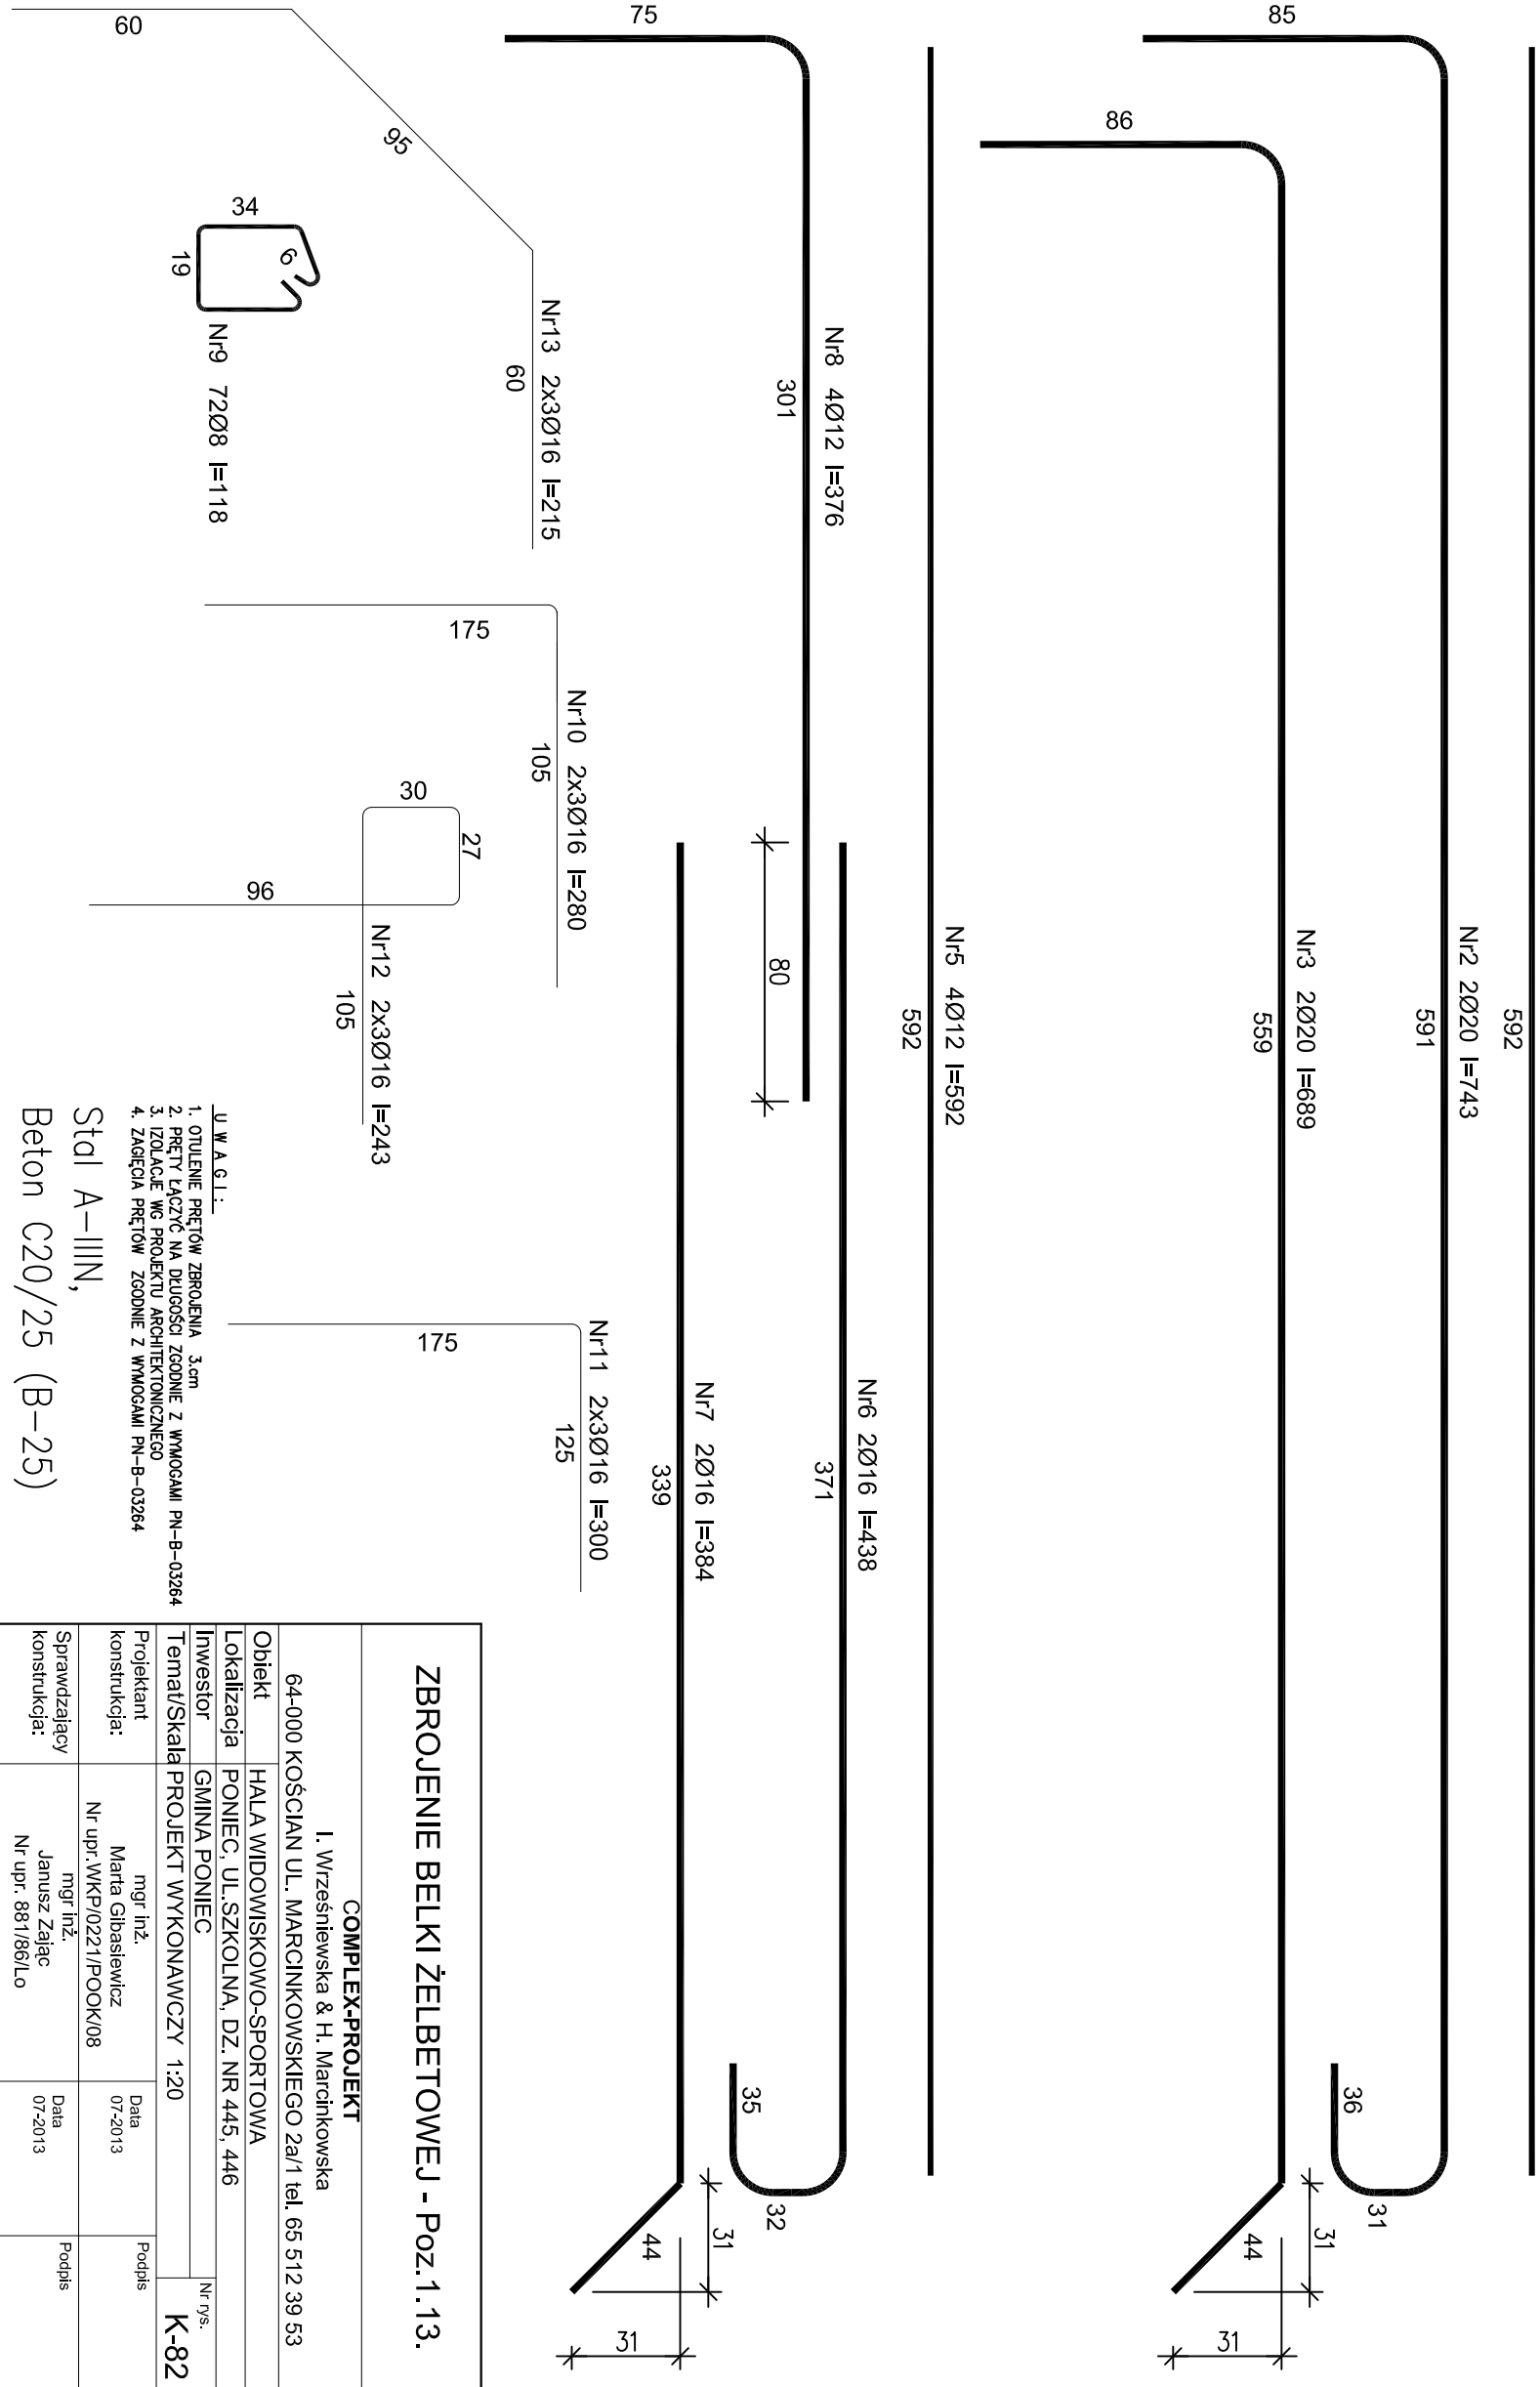 592
Nr2 2Ø20 l=743
591
85
36
31
Nr3 2Ø20 l=689
559
86
44
31
31
Nr5 4Ø12 l=592
592
Nr6 2Ø16 l=438
371
35
32
Nr8 4Ø12 l=376
301
75
80
Nr7 2Ø16 l=384
339
44
31
31
Nr13 2x3Ø16 l=215
60
95
60
Nr10 2x3Ø16 l=280
105
175
Nr11 2x3Ø16 l=300
125
175
34
6
19
Nr9 72Ø8 l=118
30
27
96
Nr12 2x3Ø16 l=243
105
U W A G I :
1. OTULENIE PRĘTÓW ZBROJENIA 3.cm
2. PRĘTY ŁĄCZYĆ NA DŁUGOŚCI ZGODNIE Z WYMOGAMI PN-B-03264
3. IZOLACJE WG PROJEKTU ARCHITEKTONICZNEGO
4. ZAGIĘCIA PRĘTÓW ZGODNIE Z WYMOGAMI PN-B-03264
Stal A-IIIN,
Beton C20/25 (B-25)
ZBROJENIE BELKI ŻELBETOWEJ - Poz.1.13.
COMPLEX-PROJEKT
I. Wrześniewska & H. Marcinkowska
64-000 KOŚCIAN UL. MARCINKOWSKIEGO 2a/1 tel. 65 512 39 53
Obiekt HALA WIDOWISKOWO-SPORTOWA
Lokalizacja PONIEC, UL.SZKOLNA, DZ. NR 445, 446
Inwestor GMINA PONIEC
Temat/Skala PROJEKT WYKONAWCZY 1:20
Nr rys.
K-82
Projektant
konstrukcja:
mgr inż.
Marta Gibasiewicz
Nr upr.WKP/0221/POOK/08
Data
07-2013
Podpis
Sprawdzający
konstrukcja:
mgr inż.
Janusz Zając
Nr upr. 881/86/Lo
Data
07-2013
Podpis